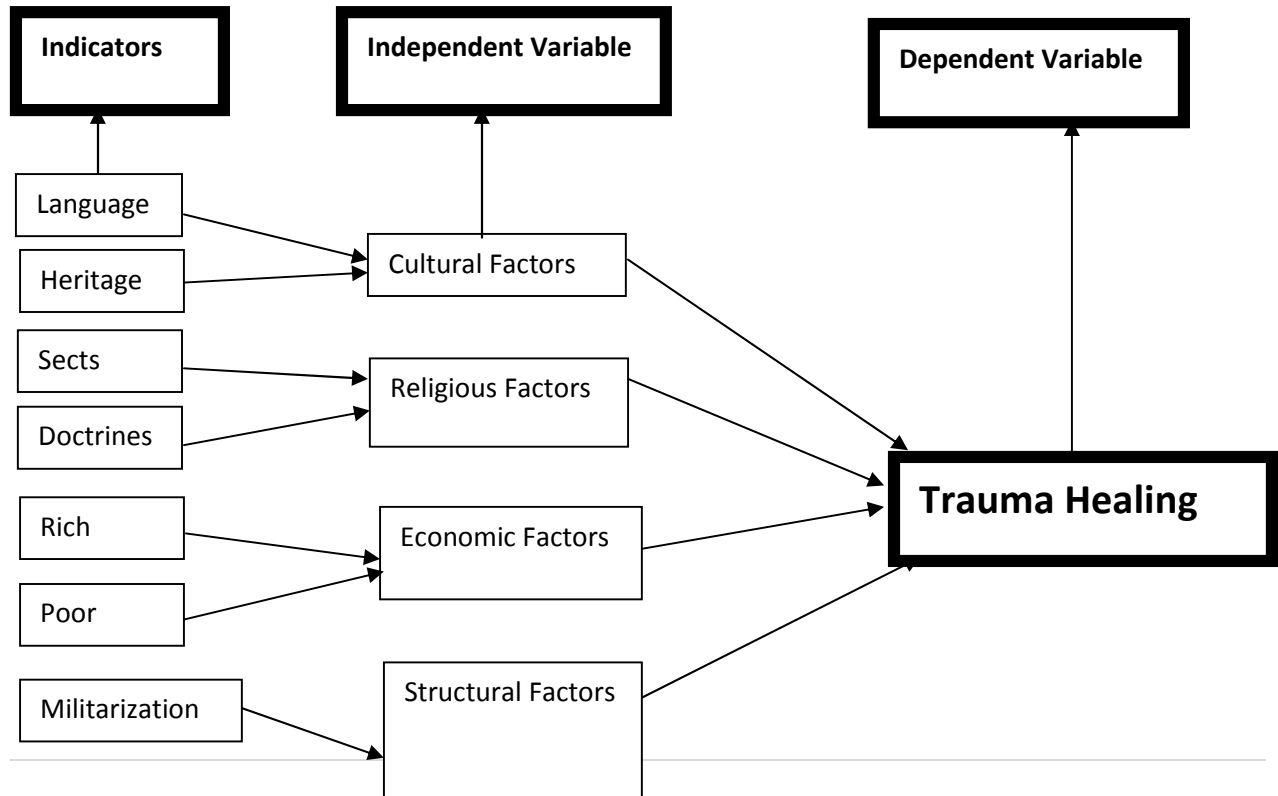 Indicators
Independent Variable
Dependent Variable
Language
Heritage
Cultural Factors
Sects
Doctrines
Religious Factors
Rich
Poor
Economic Factors
Militarization
Structural Factors
Trauma Healing